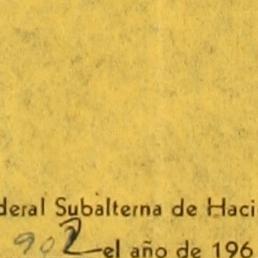 deral Subalterna de Haci
902 el año de 196